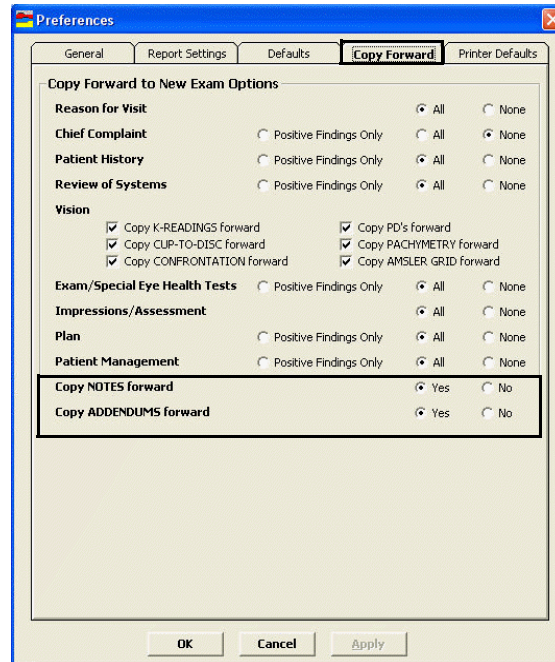 Preferences
General Report Settings Defaults Copy Forward Printer Defaults
Copy Forward to New Exam Options
Reason for Visit All None
Chief Complaint Positive Findings Only All None
Patient History Positive Findings Only All None
Review of Systems Positive Findings Only All None
Vision
Copy K-READINGS forward Copy PD's forward
Copy CUP-TO-DISC forward Copy PACHYMETRY forward
Copy CONFRONTATION forward Copy AMSLER GRID forward
Exam/Special Eye Health Tests Positive Findings Only All None
Impressions/Assessment All None
Plan Positive Findings Only All None
Patient Management Positive Findings Only All None
Copy NOTES forward Yes No
Copy ADDENDUMS forward Yes No
OK Cancel Apply